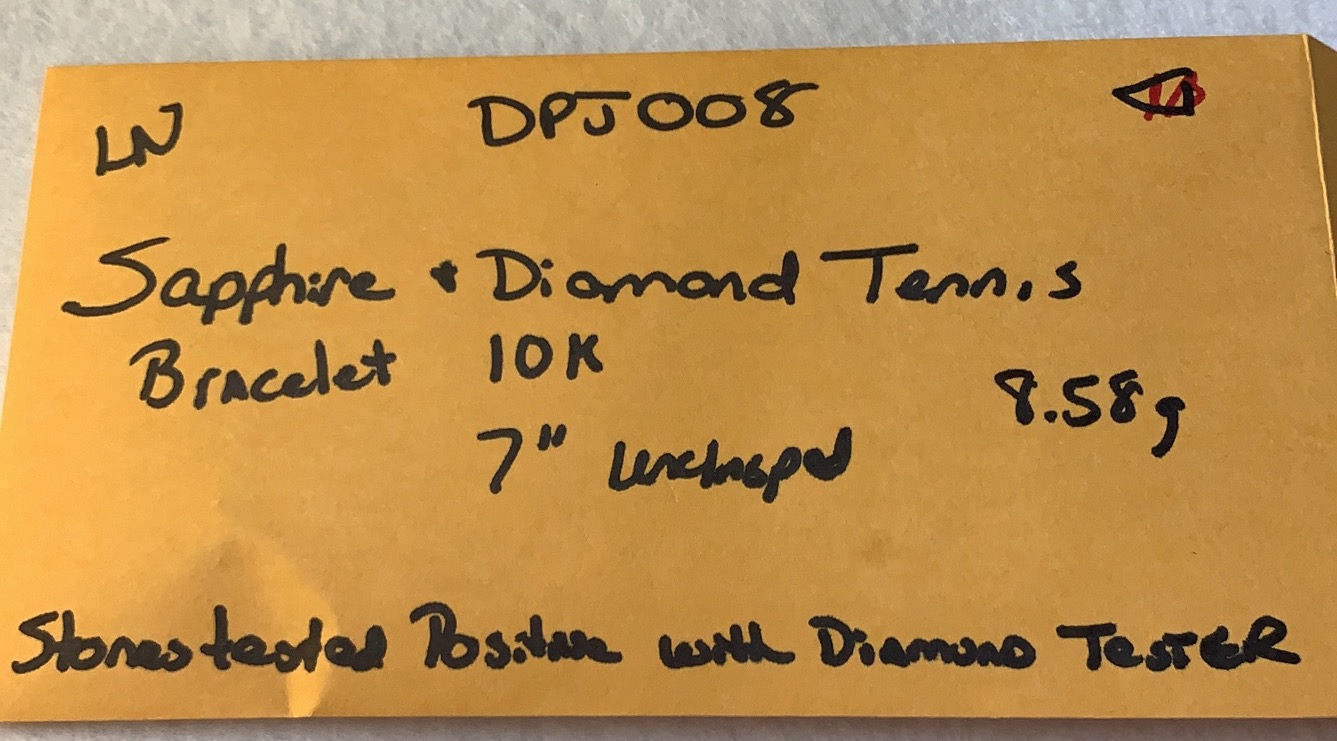 LN DPJ008
Sapphire + Diamond Tennis
Bracelet 10K
8.58g
7" unclasped
Stones tested Positive with Diamond TESTER